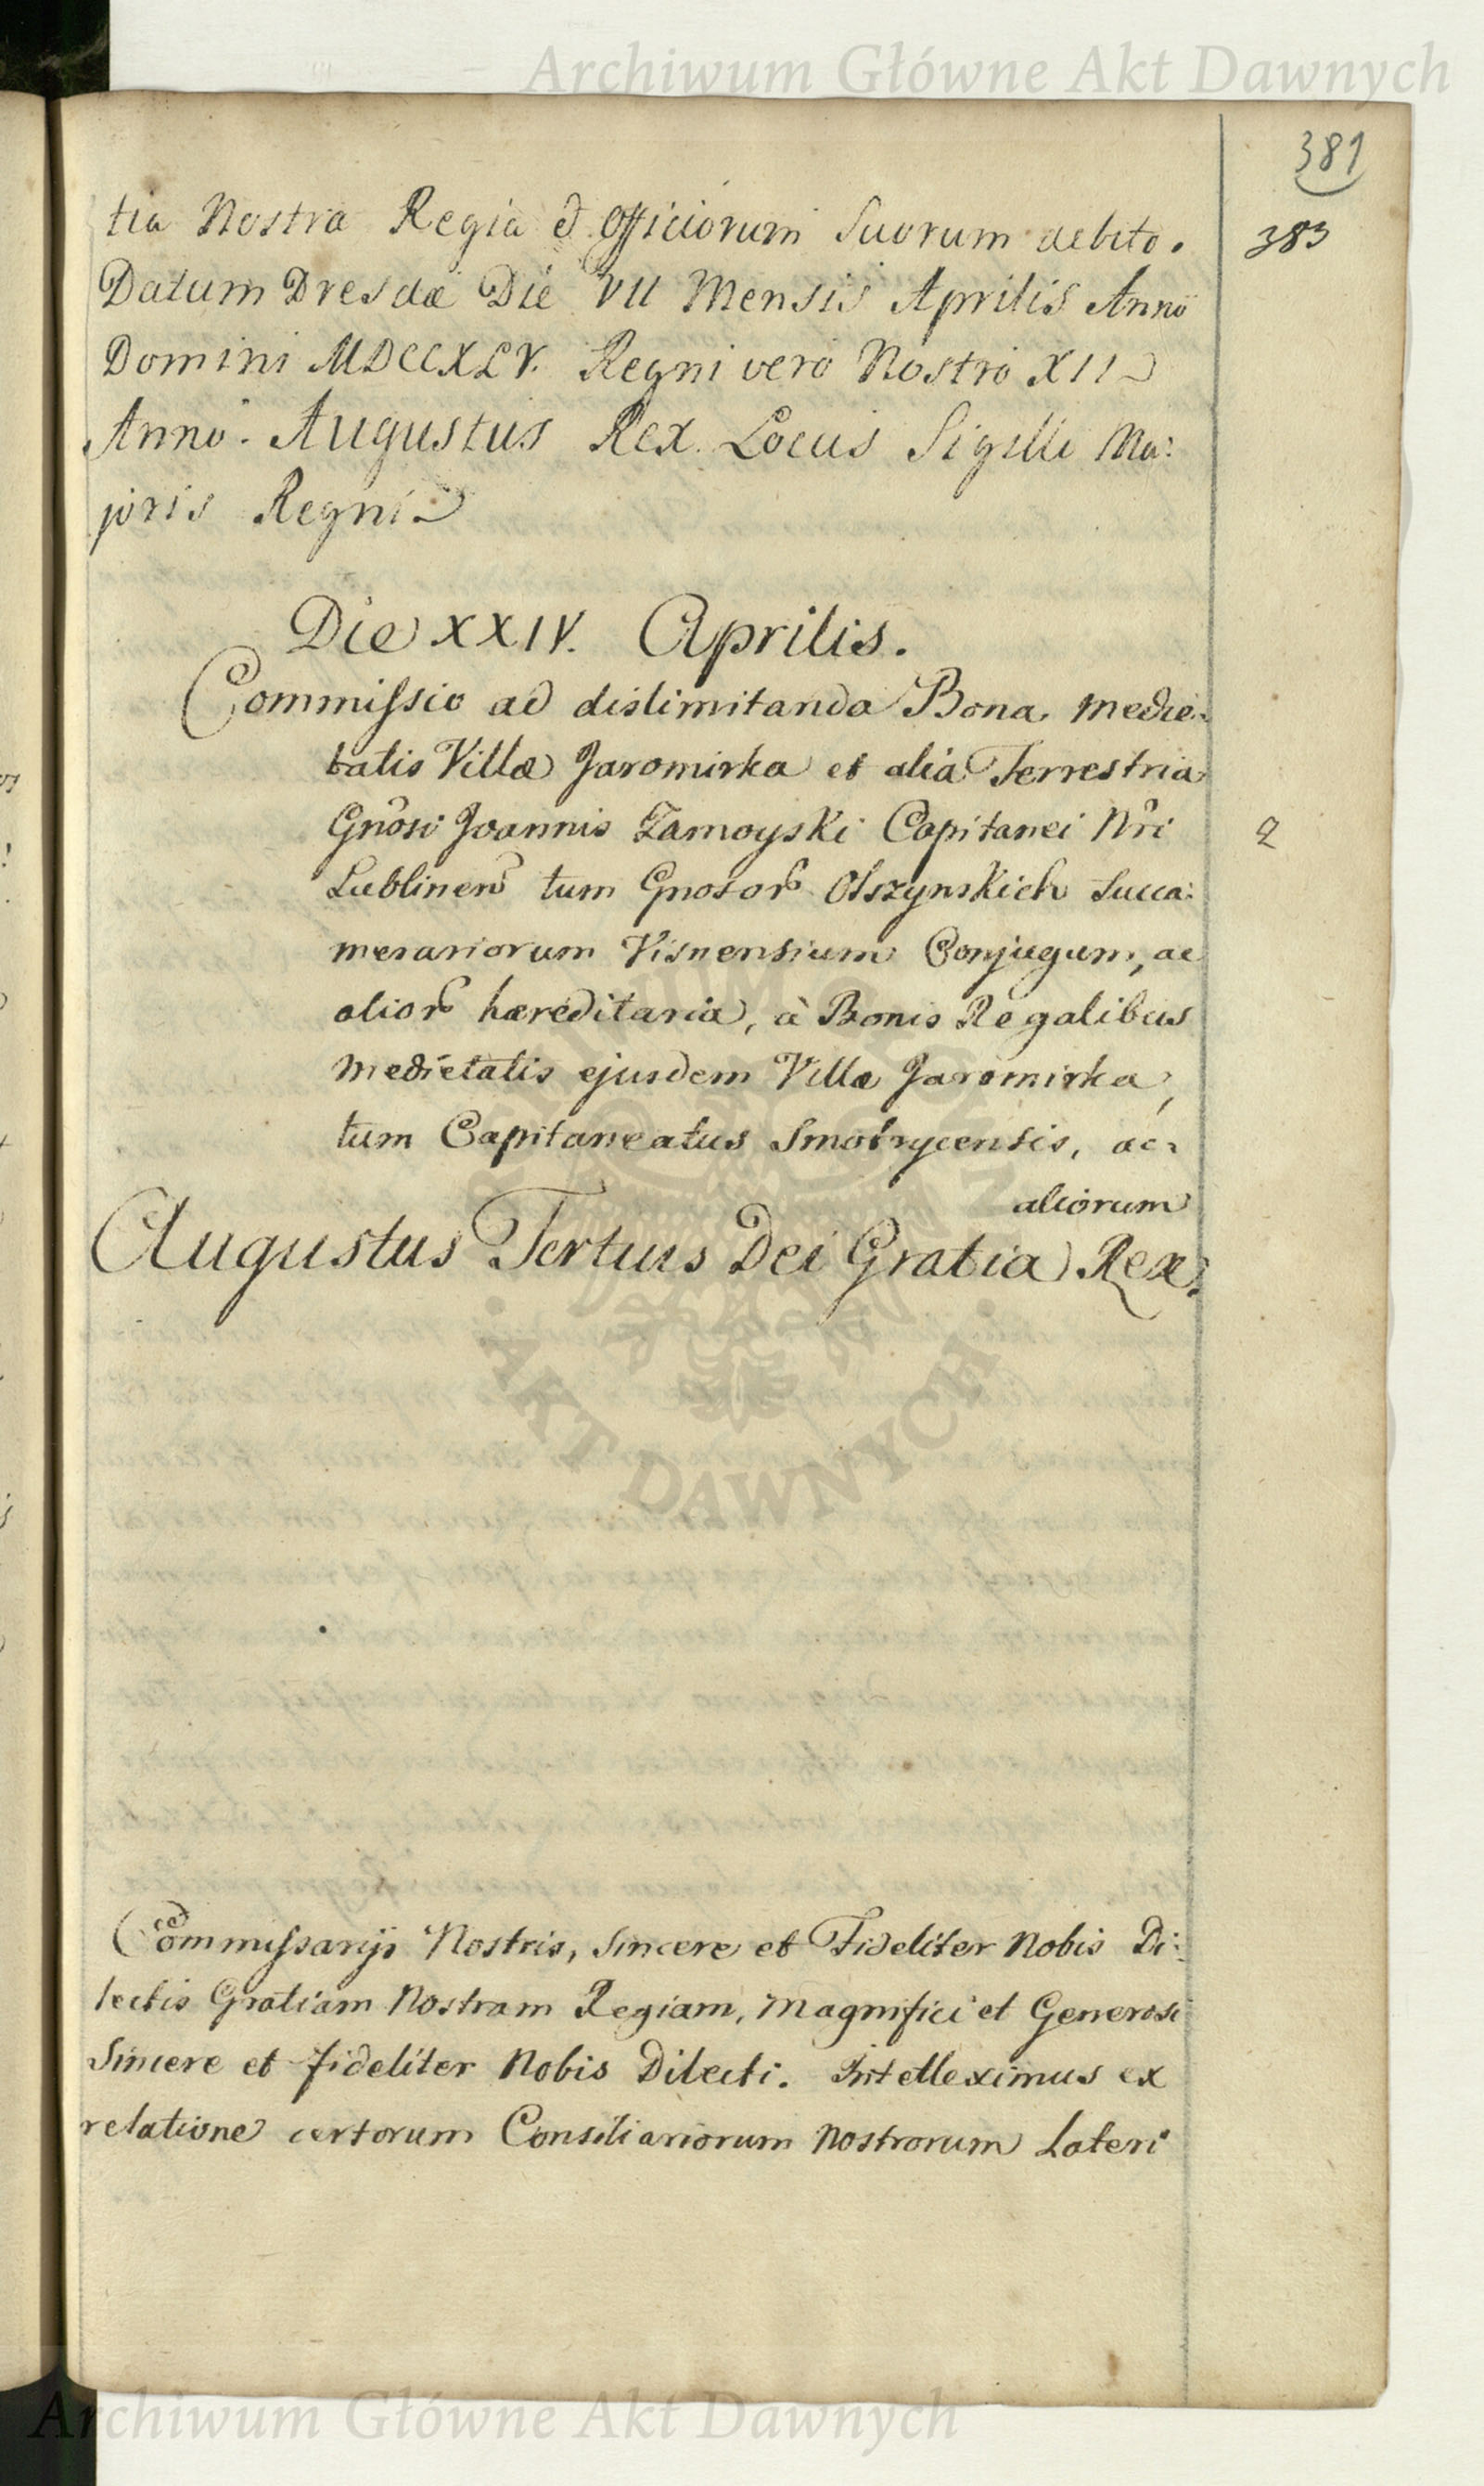 Archiwum Główne Akt Dawnych
381
383
tia Nostra Regia et Officiorum Suorum debito.
Datum Dresdæ Die VII Mensis Aprilis Anno
Domini MDCCXLV. Regni vero Nostro XII
Anno. Augustus Rex. Locus Sigilli Ma:
joris Regni
Die XXIV. Aprilis.
Commissio ad dislimitanda Bona medie:
tatis Villæ Jaromirka et alia Terrestria
Gnosi Joannis Zamoyski Capitanei Nri
2
Lublinen tum Gnosor Olszynskich Succa:
merariorum Visnensium Conjugum, ac
alior hæreditaria, à Bonis Regalibus
medietatis ejusdem Villæ Jaromirka,
tum Capitaneatus Smotrycensis, ac
aliorum
Augustus Tertius Dei Gratia Rex.
AKT DAWNYCH
Commissarijs Nostris, Sincere et Fideliter Nobis Di:
lectis Gratiam Nostram Regiam, Magnifici et Generosi
Sincere et fideliter Nobis Dilecti. Intelleximus ex
relatione certorum Consiliariorum Nostrorum Lateri
Archiwum Główne Akt Dawnych